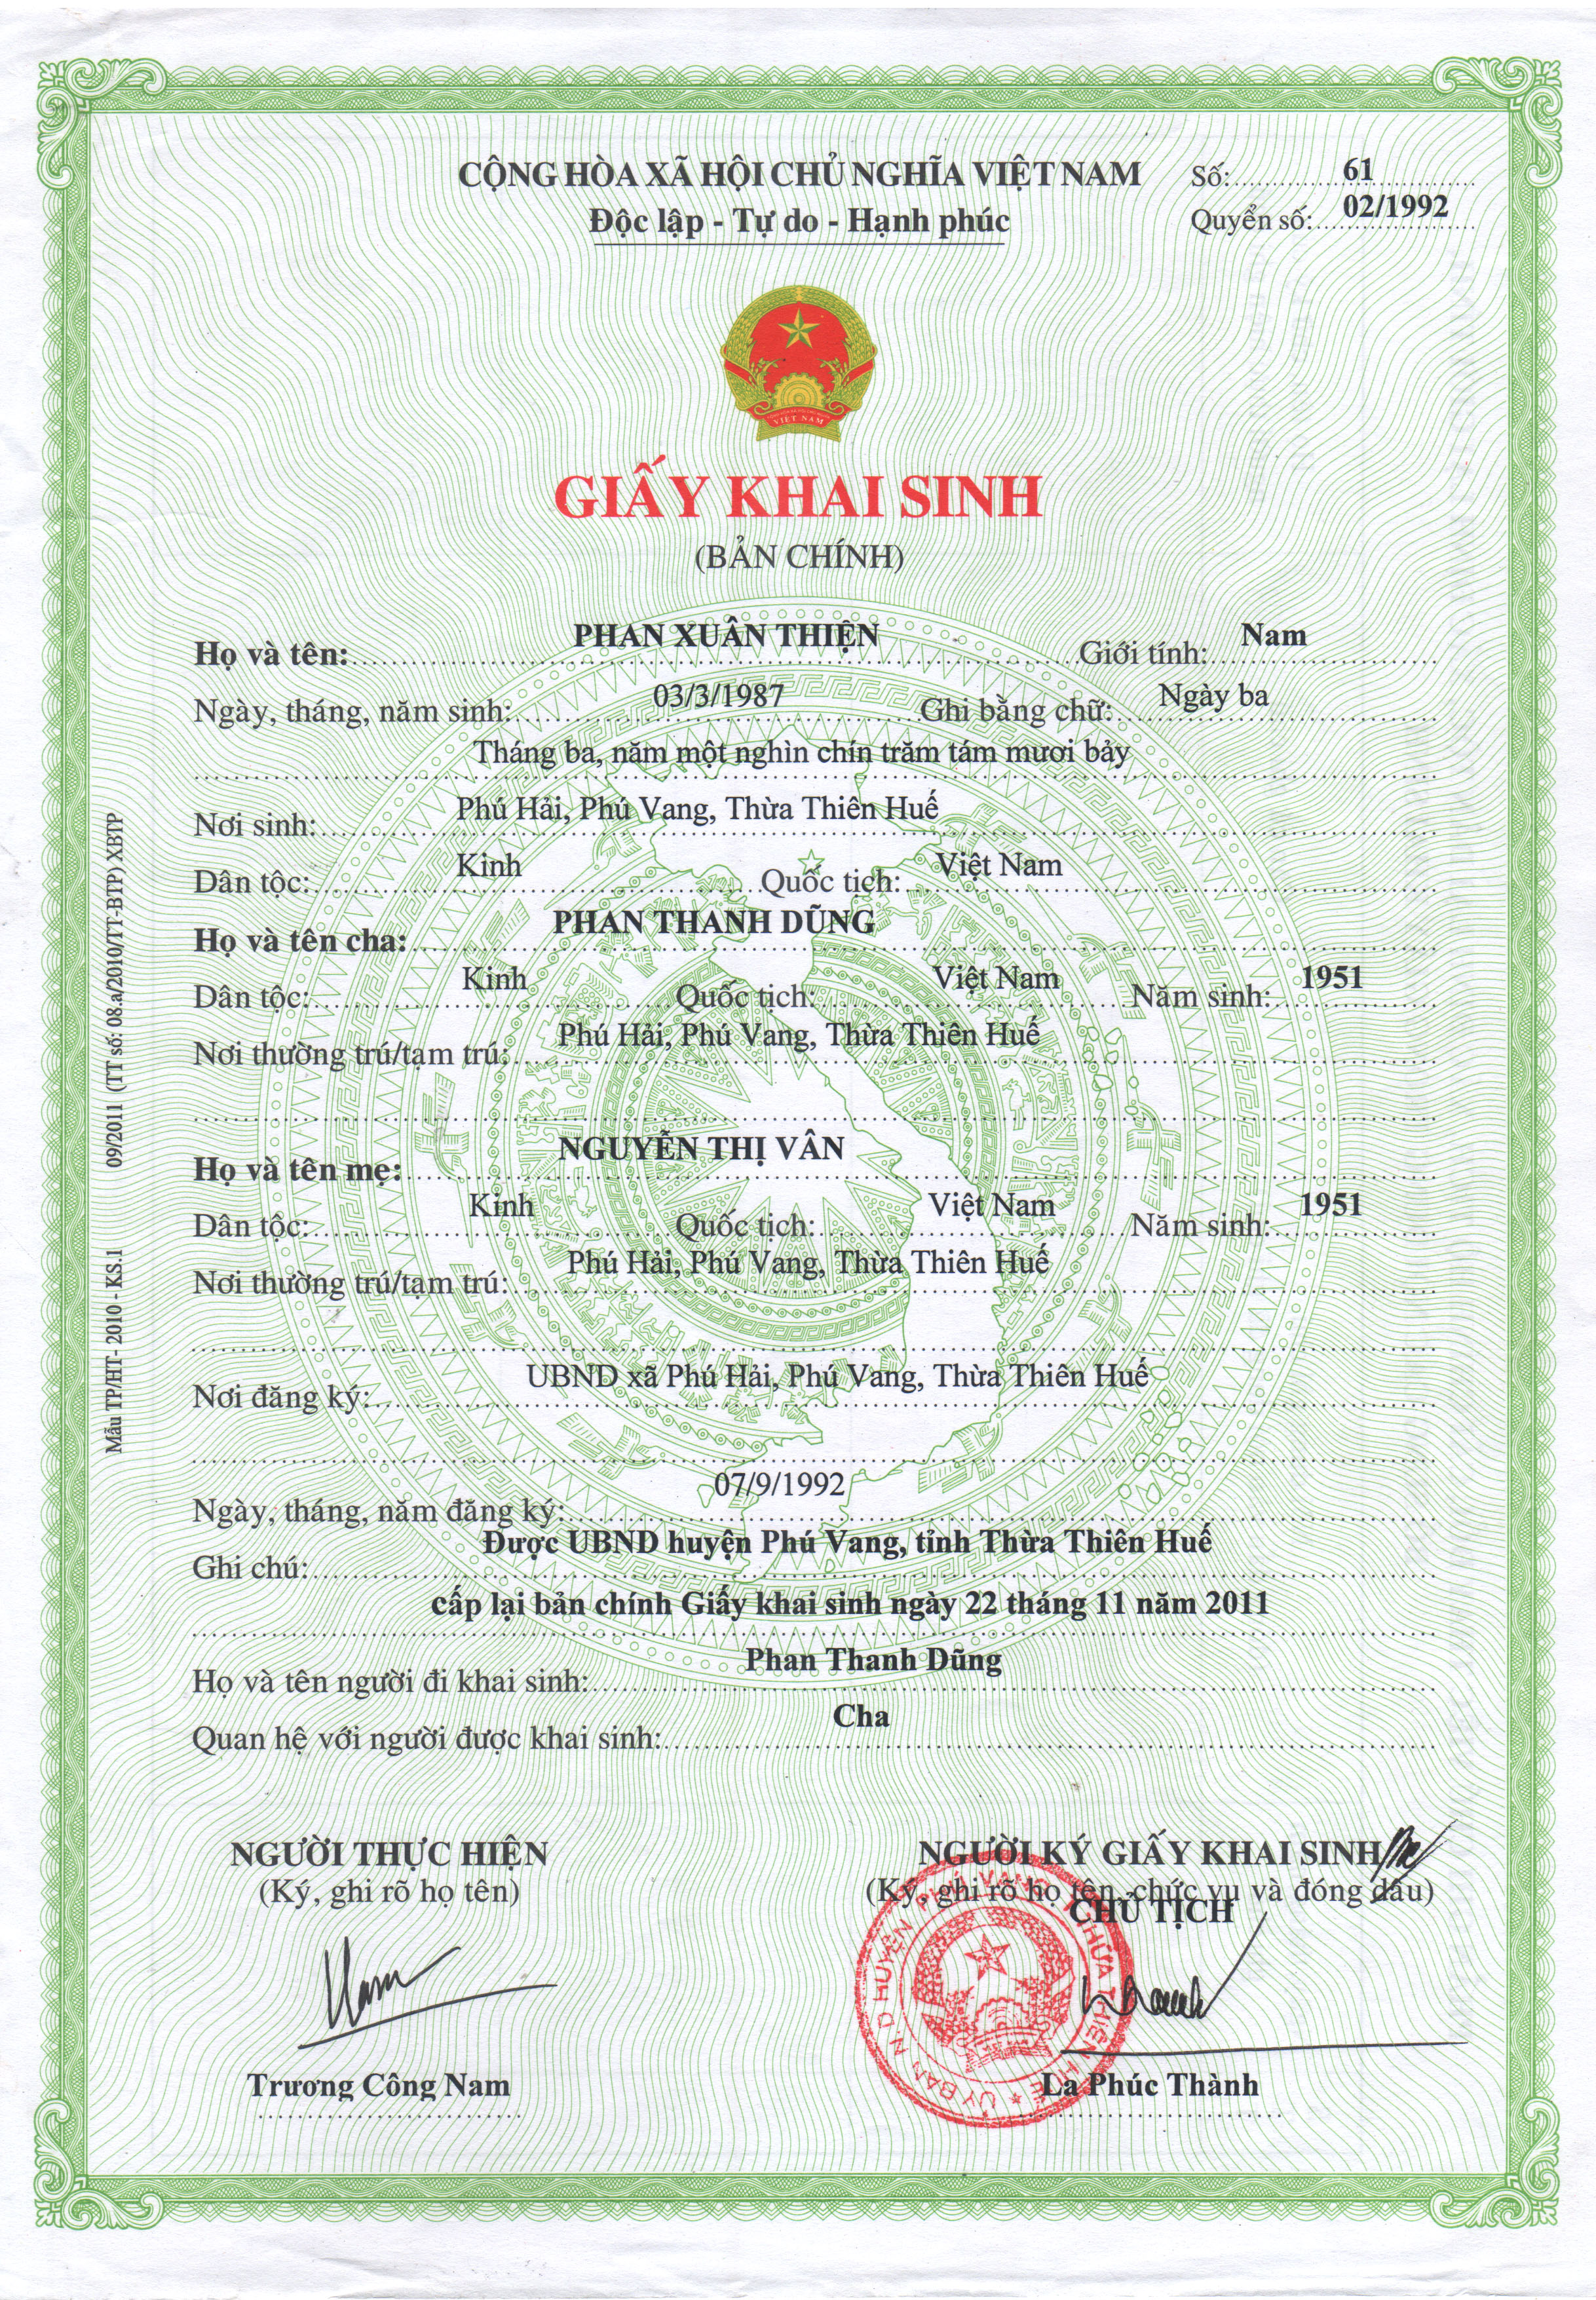 CỘNG HÒA XÃ HỘI CHỦ NGHĨA VIỆT NAM
Độc lập - Tự do - Hạnh phúc
Số: 61
Quyển số: 02/1992
VIỆT NAM
GIẤY KHAI SINH
(BẢN CHÍNH)
Họ và tên: PHAN XUÂN THIỆN Giới tính: Nam
Ngày, tháng, năm sinh: 03/3/1987 Ghi bằng chữ: Ngày ba
Tháng ba, năm một nghìn chín trăm tám mươi bảy
Nơi sinh: Phú Hải, Phú Vang, Thừa Thiên Huế
Dân tộc: Kinh Quốc tịch: Việt Nam
Họ và tên cha: PHAN THANH DŨNG
Dân tộc: Kinh Quốc tịch: Việt Nam Năm sinh: 1951
Nơi thường trú/tạm trú: Phú Hải, Phú Vang, Thừa Thiên Huế
Họ và tên mẹ: NGUYỄN THỊ VÂN
Dân tộc: Kinh Quốc tịch: Việt Nam Năm sinh: 1951
Nơi thường trú/tạm trú: Phú Hải, Phú Vang, Thừa Thiên Huế
Nơi đăng ký: UBND xã Phú Hải, Phú Vang, Thừa Thiên Huế
Ngày, tháng, năm đăng ký: 07/9/1992
Ghi chú: Được UBND huyện Phú Vang, tỉnh Thừa Thiên Huế
cấp lại bản chính Giấy khai sinh ngày 22 tháng 11 năm 2011
Họ và tên người đi khai sinh: Phan Thanh Dũng
Quan hệ với người được khai sinh: Cha
NGƯỜI THỰC HIỆN
(Ký, ghi rõ họ tên)
Trương Công Nam
NGƯỜI KÝ GIẤY KHAI SINH
(Ký, ghi rõ họ tên, chức vụ và đóng dấu)
CHỦ TỊCH
La Phúc Thành
ỦY BAN N.D HUYỆN PHÚ VANG THỪA THIÊN HUẾ
Mẫu TP/HT- 2010 - KS.1 09/2011 (TT số: 08.a/2010/TT-BTP) XBTP